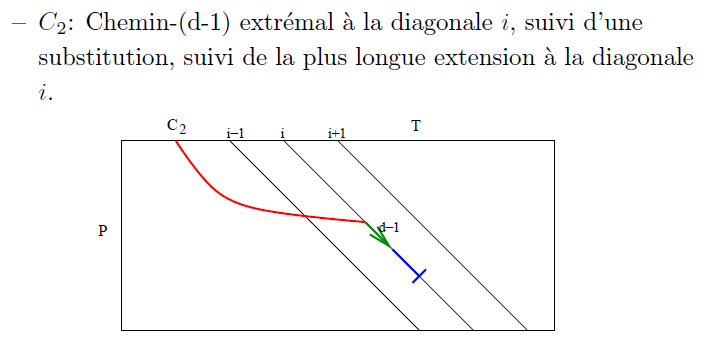 – C2: Chemin-(d-1) extrémal à la diagonale i, suivi d'une
substitution, suivi de la plus longue extension à la diagonale
i.
C2 i–1 i i+1 T
d–1
P